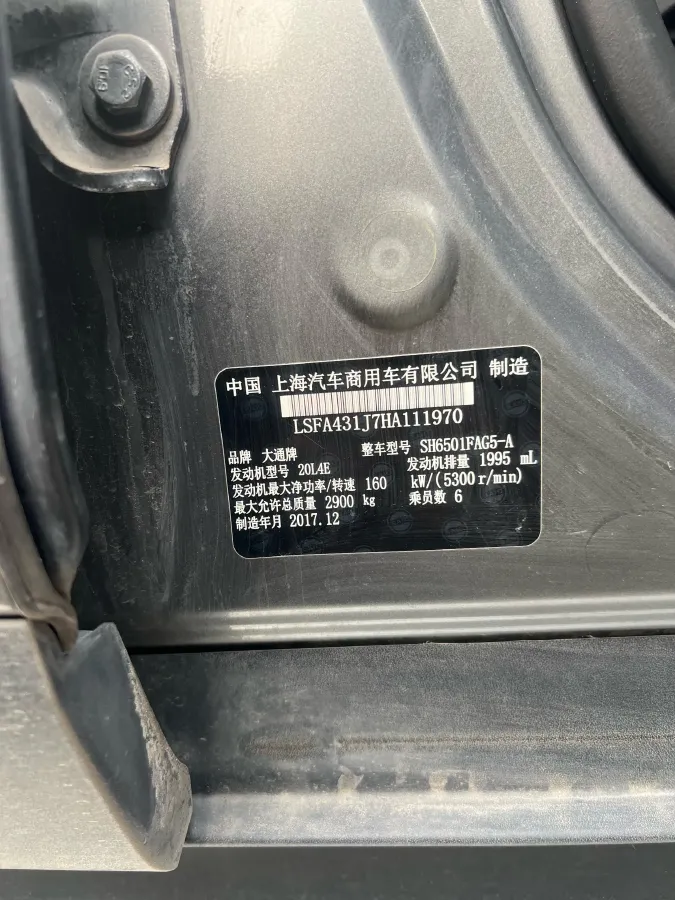 中国 上海汽车商用车有限公司 制造
LSFA431J7HA111970
品牌 大通牌 整车型号 SH6501FAG5-A
发动机型号 20L4E 发动机排量 1995 mL
发动机最大净功率/转速 160 kW/(5300r/min)
最大允许总质量 2900 kg 乘员数 6
制造年月 2017.12